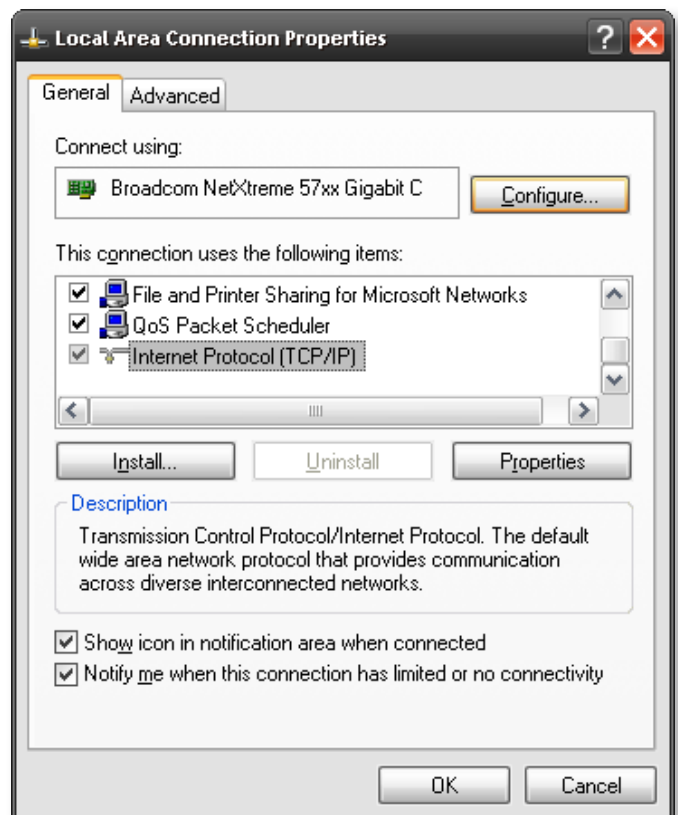 Local Area Connection Properties
General
Advanced
Connect using:
Broadcom NetXtreme 57xx Gigabit C
Configure...
This connection uses the following items:
File and Printer Sharing for Microsoft Networks
QoS Packet Scheduler
Internet Protocol (TCP/IP)
Install...
Uninstall
Properties
Description
Transmission Control Protocol/Internet Protocol. The default
wide area network protocol that provides communication
across diverse interconnected networks.
Show icon in notification area when connected
Notify me when this connection has limited or no connectivity
OK
Cancel